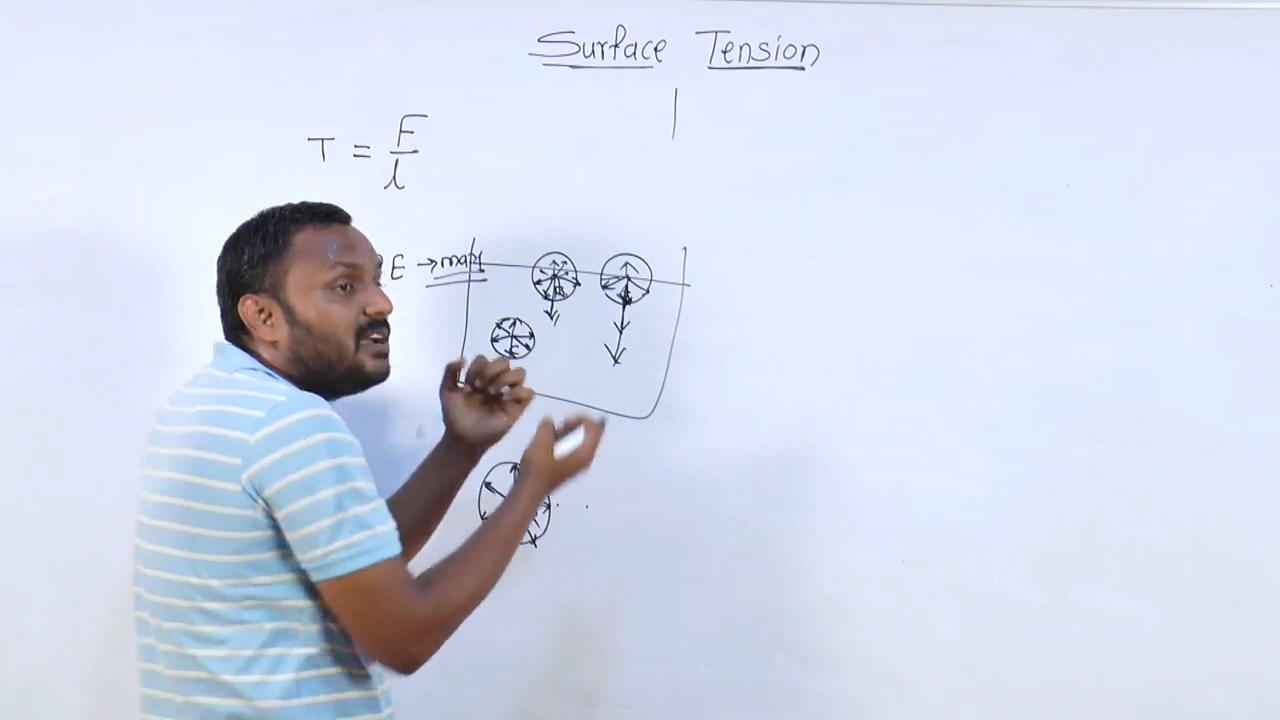 Surface Tension
T = F/l
E → max